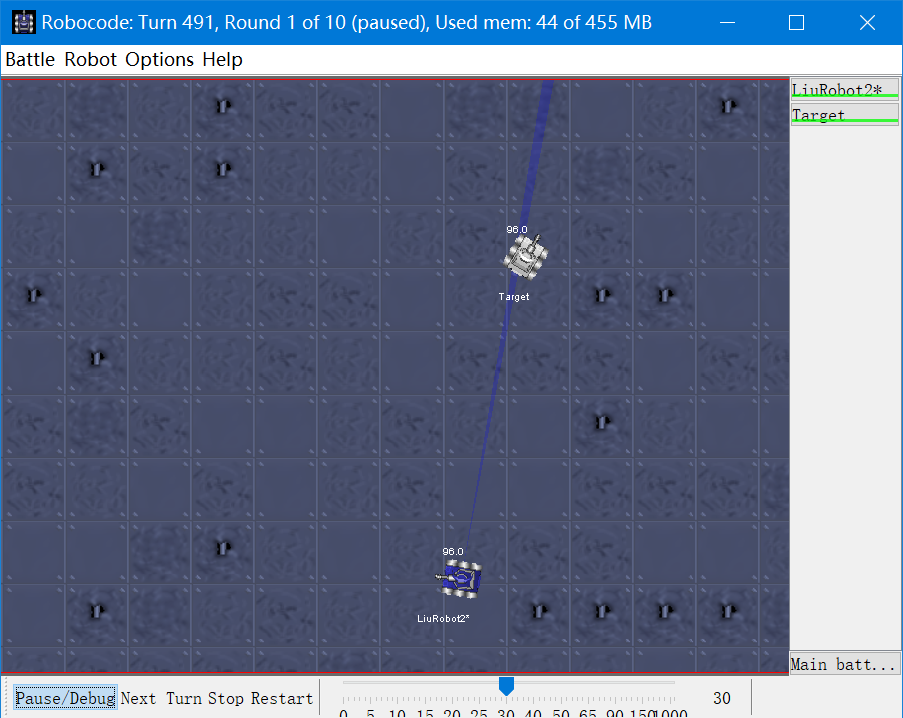 Robocode: Turn 491, Round 1 of 10 (paused), Used mem: 44 of 455 MB
Battle Robot Options Help
LiuRobot2*
Target
96.0
Target
96.0
LiuRobot2*
Main batt...
Pause/Debug Next Turn Stop Restart 30
0 5 10 15 20 25 30 40 50 65 90 150 1000